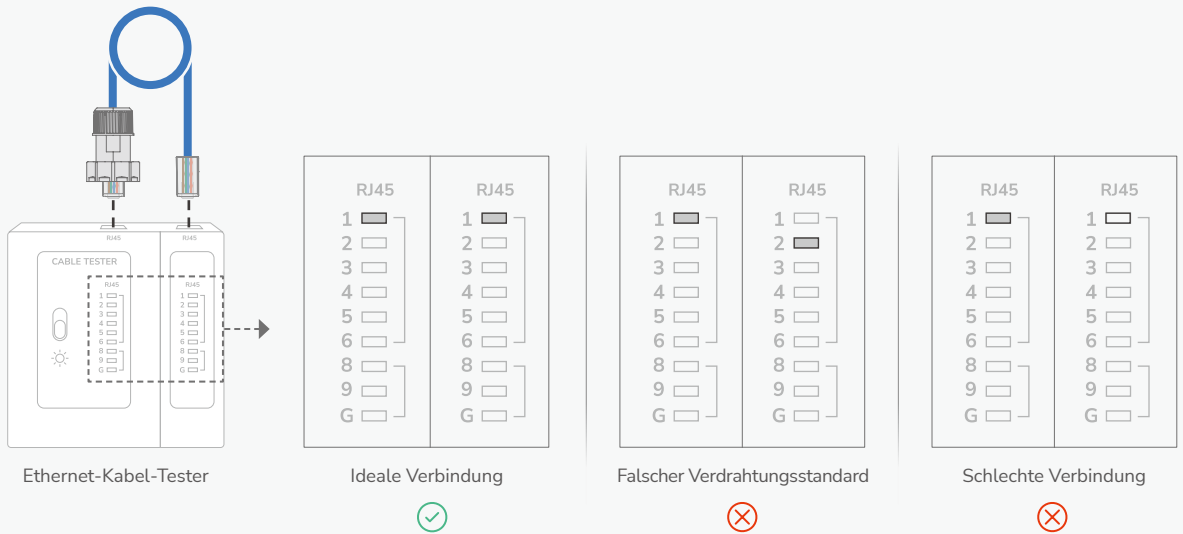 RJ45 RJ45
CABLE TESTER
RJ45 RJ45
1 1
2 2
3 3
4 4
5 5
6 6
8 8
9 9
G G
Ethernet-Kabel-Tester
RJ45 RJ45
1 1
2 2
3 3
4 4
5 5
6 6
8 8
9 9
G G
Ideale Verbindung
RJ45 RJ45
1 1
2 2
3 3
4 4
5 5
6 6
8 8
9 9
G G
Falscher Verdrahtungsstandard
RJ45 RJ45
1 1
2 2
3 3
4 4
5 5
6 6
8 8
9 9
G G
Schlechte Verbindung